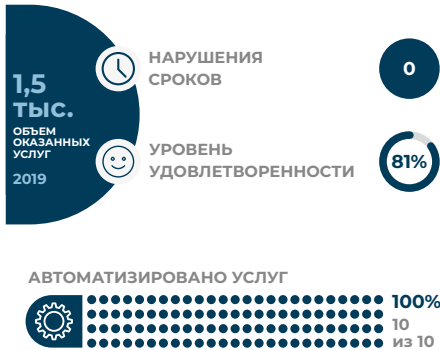 1,5
ТЫС.
ОБЪЕМ
ОКАЗАННЫХ
УСЛУГ
2019
НАРУШЕНИЯ
СРОКОВ
0
УРОВЕНЬ
УДОВЛЕТВОРЕННОСТИ
81%
АВТОМАТИЗИРОВАНО УСЛУГ
100%
10
из 10